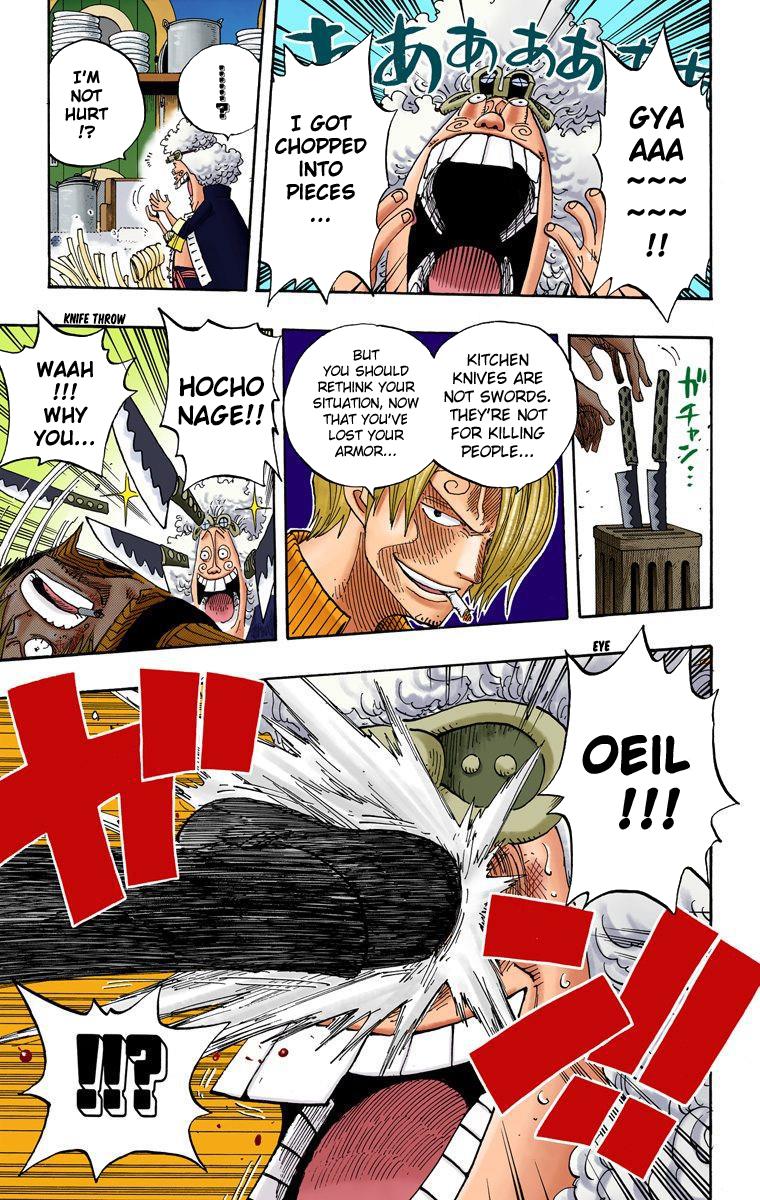 ああああああ
GYA
AAA
~~~
~~~
!!
I GOT
CHOPPED
INTO
PIECES
...
!!!!!!?
I'M
NOT
HURT
!?
ガチャン…
KITCHEN
KNIVES ARE
NOT SWORDS.
THEY'RE NOT
FOR KILLING
PEOPLE...
BUT
YOU SHOULD
RETHINK YOUR
SITUATION, NOW
THAT YOU'VE
LOST YOUR
ARMOR...
KNIFE THROW
HOCHO
NAGE!!
WAAH
!!!
WHY
YOU...
EYE
OEIL
!!!
ガン!!
!!!?